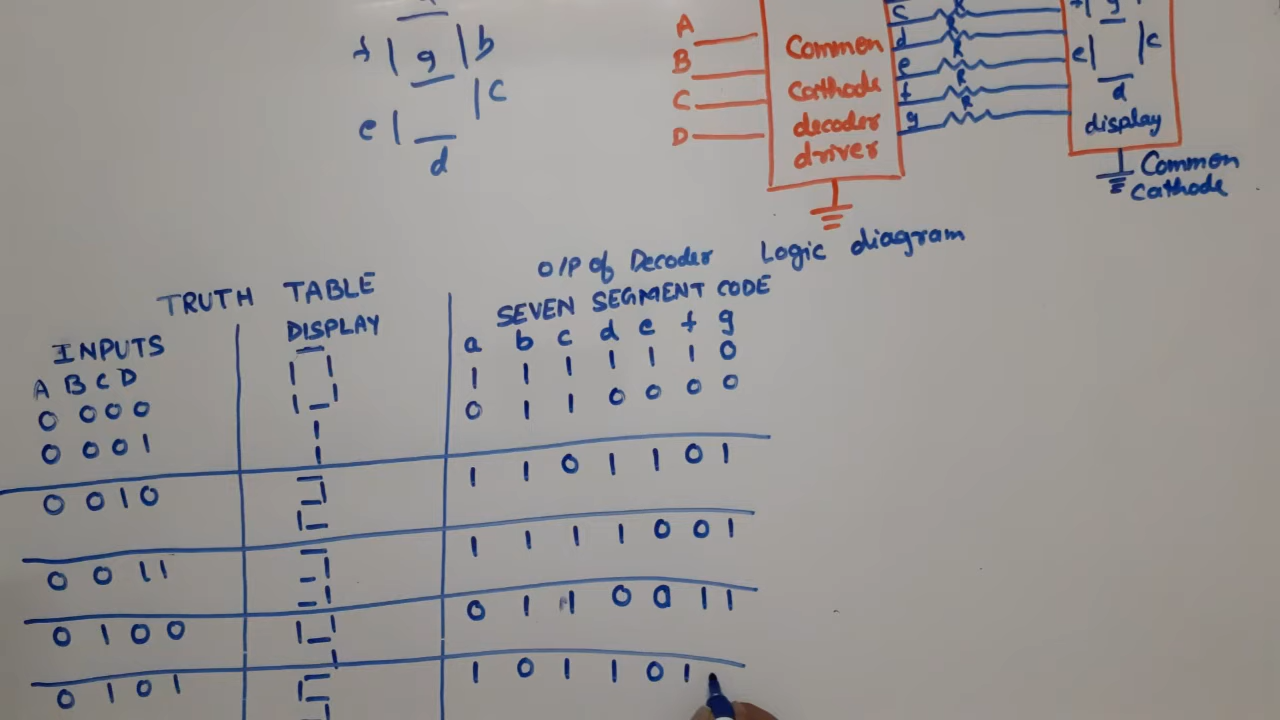 f g b
c
e
d
A
B
C
D
Common
cathode
decoder
driver
c R
d R
e R
f R
g R
f g
e c
d
display
Common
cathode
O/P of Decoder Logic diagram
TRUTH TABLE
INPUTS DISPLAY SEVEN SEGMENT CODE
A B C D a b c d e f g
0 0 0 0 1 1 1 1 1 1 0
0 0 0 1 0 1 1 0 0 0 0
0 0 1 0 1 1 0 1 1 0 1
0 0 1 1 1 1 1 1 0 0 1
0 1 0 0 0 1 1 0 0 1 1
0 1 0 1 1 0 1 1 0 1